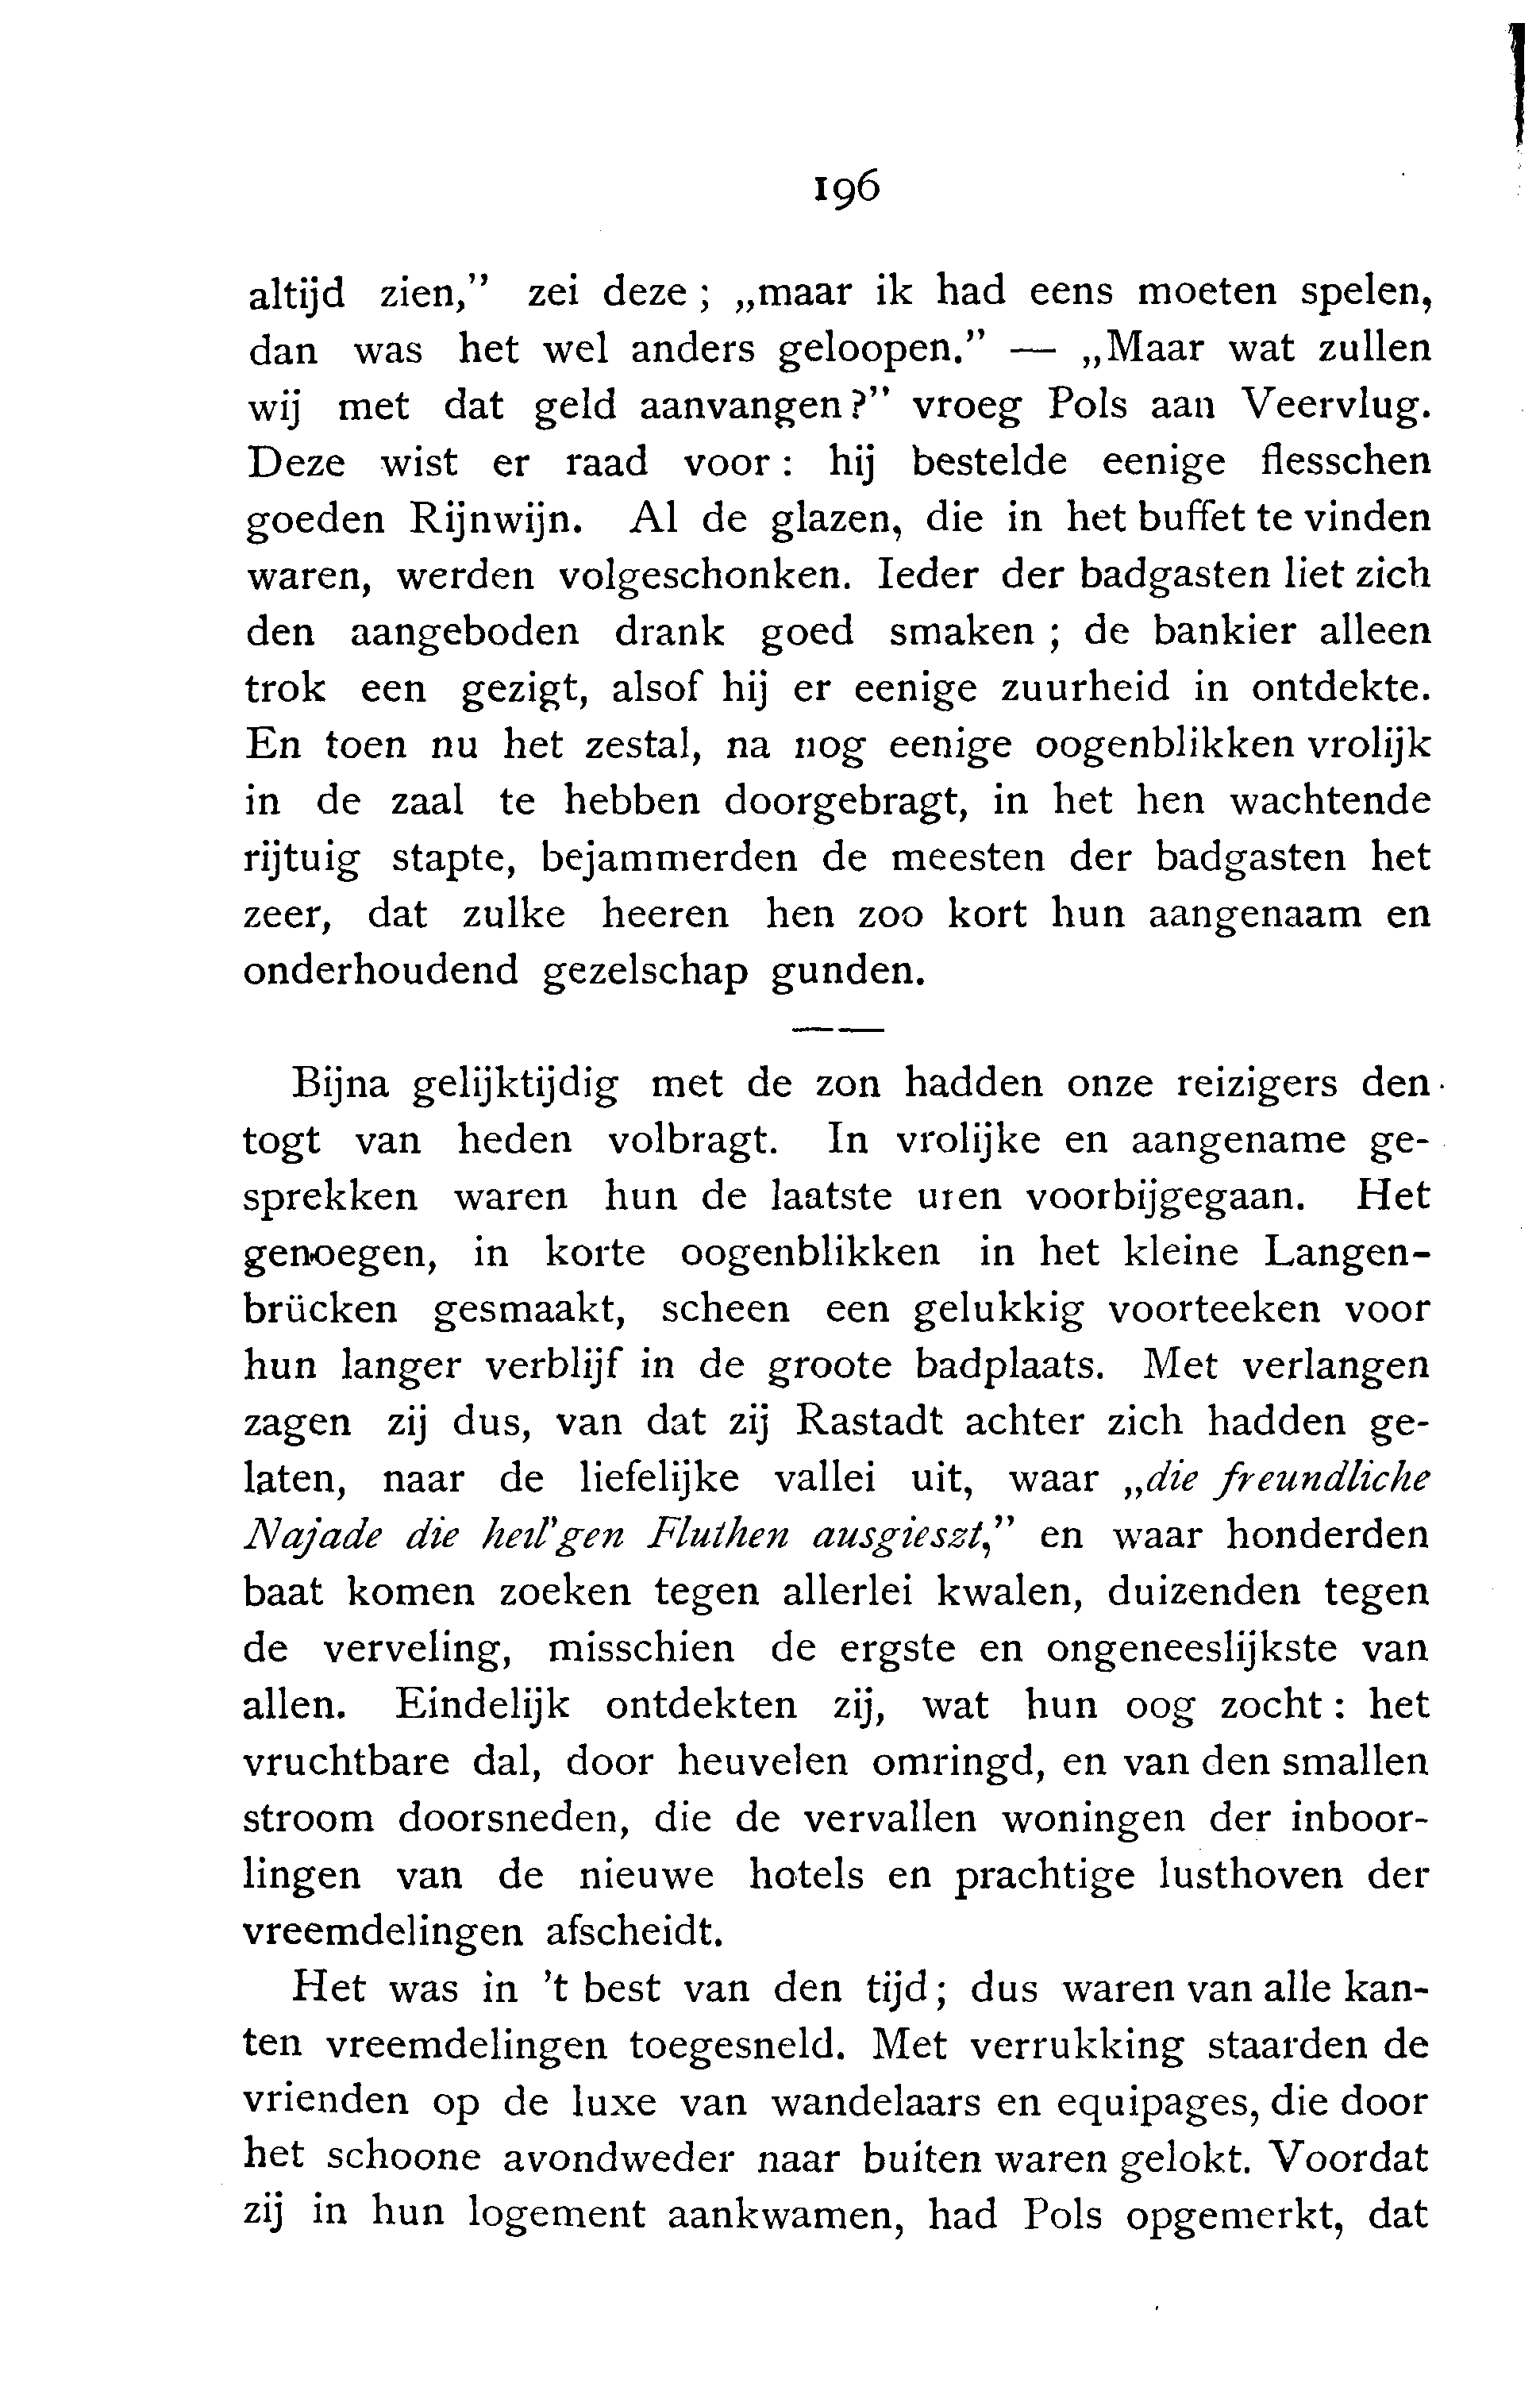 196
altijd zien,” zei deze ; „maar ik had eens moeten spelen,
dan was het wel anders geloopen.” — „Maar wat zullen
wij met dat geld aanvangen ?” vroeg Pols aan Veervlug.
Deze wist er raad voor : hij bestelde eenige flesschen
goeden Rijnwijn. Al de glazen, die in het buffet te vinden
waren, werden volgeschonken. Ieder der badgasten liet zich
den aangeboden drank goed smaken ; de bankier alleen
trok een gezigt, alsof hij er eenige zuurheid in ontdekte.
En toen nu het zestal, na nog eenige oogenblikken vrolijk
in de zaal te hebben doorgebragt, in het hen wachtende
rijtuig stapte, bejammerden de meesten der badgasten het
zeer, dat zulke heeren hen zoo kort hun aangenaam en
onderhoudend gezelschap gunden.
Bijna gelijktijdig met de zon hadden onze reizigers den
togt van heden volbragt. In vrolijke en aangename ge-
sprekken waren hun de laatste uren voorbijgegaan. Het
genoegen, in korte oogenblikken in het kleine Langen-
brücken gesmaakt, scheen een gelukkig voorteeken voor
hun langer verblijf in de groote badplaats. Met verlangen
zagen zij dus, van dat zij Rastadt achter zich hadden ge-
laten, naar de liefelijke vallei uit, waar „die freundliche
Najade die heil'gen Fluthen ausgieszt,” en waar honderden
baat komen zoeken tegen allerlei kwalen, duizenden tegen
de verveling, misschien de ergste en ongeneeslijkste van
allen. Eindelijk ontdekten zij, wat hun oog zocht : het
vruchtbare dal, door heuvelen omringd, en van den smallen
stroom doorsneden, die de vervallen woningen der inboor-
lingen van de nieuwe hotels en prachtige lusthoven der
vreemdelingen afscheidt.
Het was in 't best van den tijd ; dus waren van alle kan-
ten vreemdelingen toegesneld. Met verrukking staarden de
vrienden op de luxe van wandelaars en equipages, die door
het schoone avondweder naar buiten waren gelokt. Voordat
zij in hun logement aankwamen, had Pols opgemerkt, dat